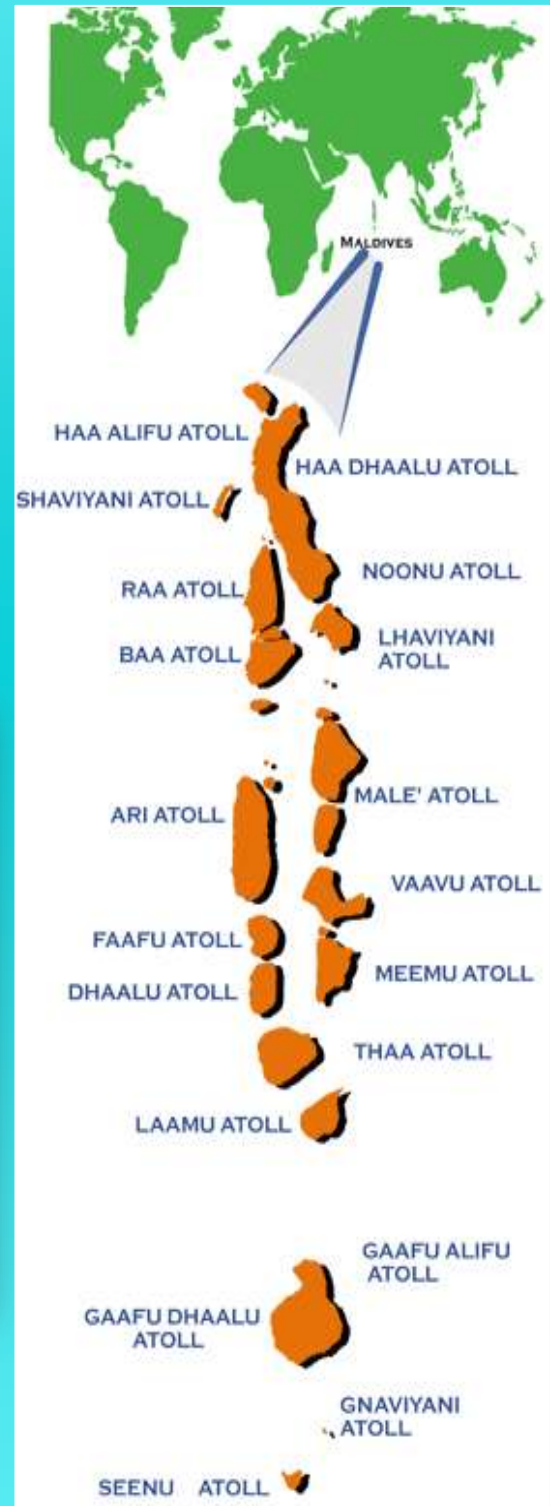 MALDIVES
HAA ALIFU ATOLL
HAA DHAALU ATOLL
SHAVIYANI ATOLL
NOONU ATOLL
RAA ATOLL
LHAVIYANI
ATOLL
BAA ATOLL
MALE' ATOLL
ARI ATOLL
VAAVU ATOLL
FAAFU ATOLL
MEEMU ATOLL
DHAALU ATOLL
THAA ATOLL
LAAMU ATOLL
GAAFU ALIFU
ATOLL
GAAFU DHAALU
ATOLL
GNAVIYANI
ATOLL
SEENU ATOLL